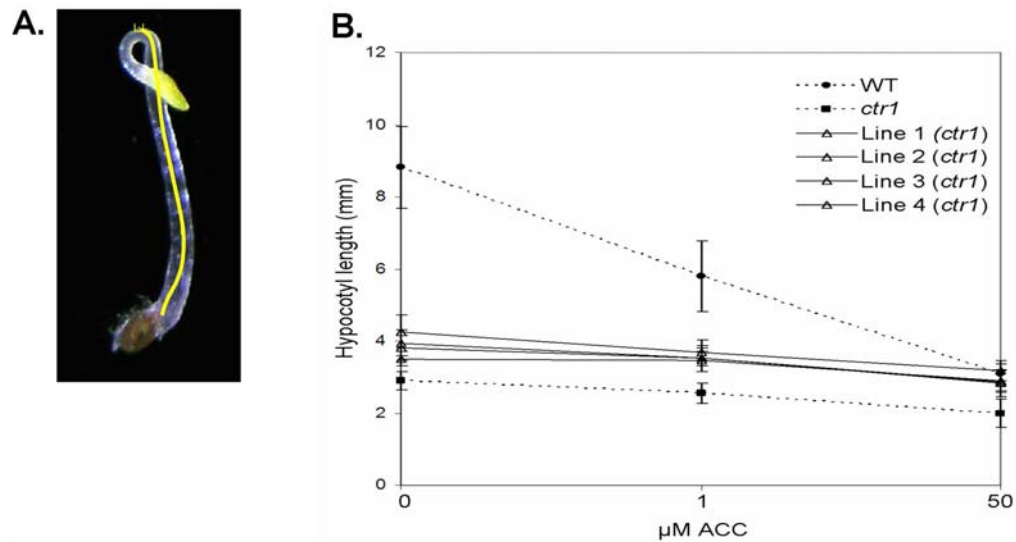 A.
B.
12
10
8
6
4
2
0
Hypocotyl length (mm)
WT
ctr1
Line 1 (ctr1)
Line 2 (ctr1)
Line 3 (ctr1)
Line 4 (ctr1)
0 1 50
µM ACC